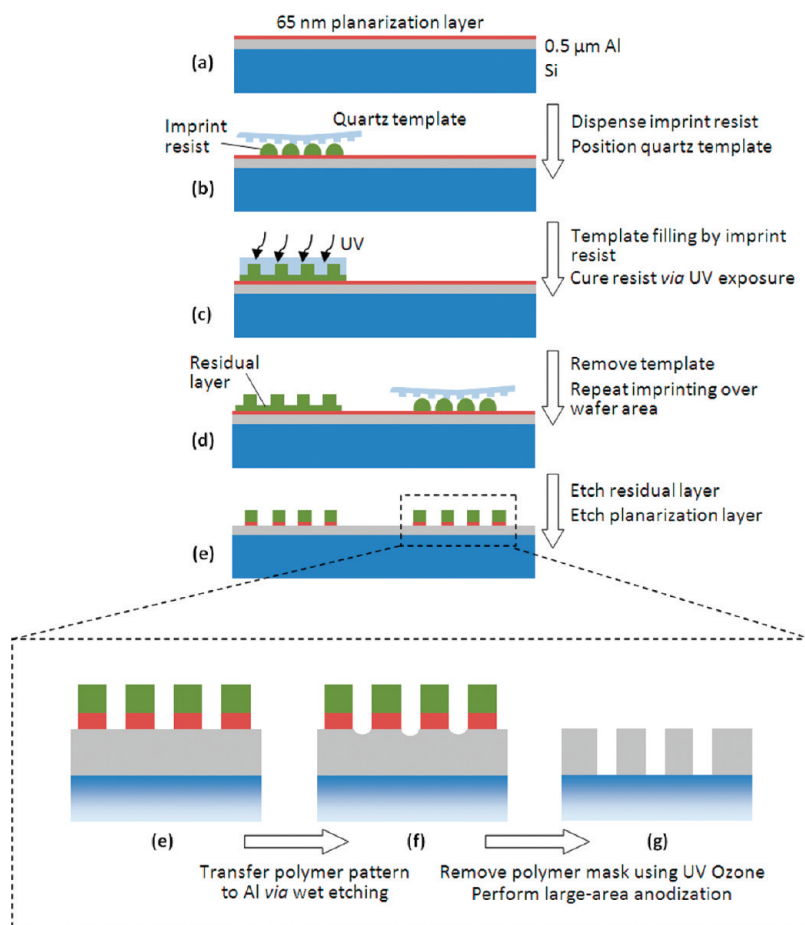 65 nm planarization layer
0.5 µm Al
(a)
Si
Imprint
resist
Quartz template
Dispense imprint resist
Position quartz template
(b)
UV
Template filling by imprint
resist
Cure resist via UV exposure
(c)
Residual
layer
Remove template
Repeat imprinting over
wafer area
(d)
Etch residual layer
Etch planarization layer
(e)
(e)
(f)
(g)
Transfer polymer pattern
to Al via wet etching
Remove polymer mask using UV Ozone
Perform large-area anodization